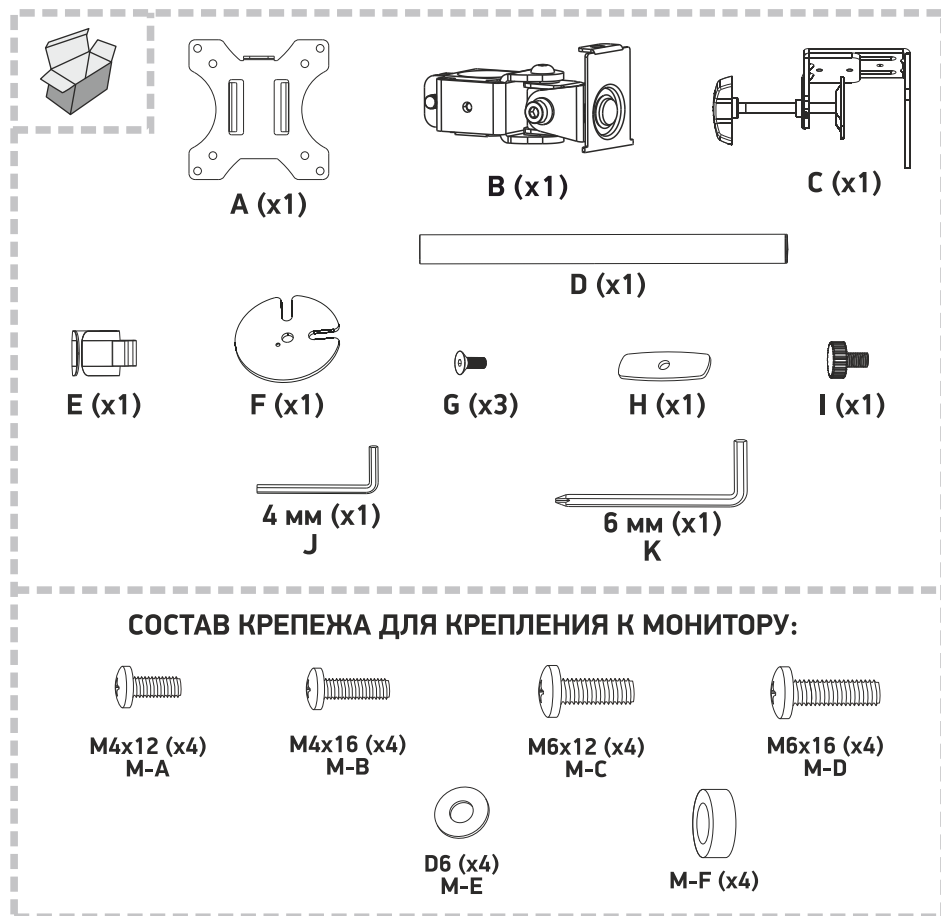 A (x1)
B (x1)
C (x1)
D (x1)
E (x1)
F (x1)
G (x3)
H (x1)
I (x1)
4 мм (x1)
J
6 мм (x1)
K
СОСТАВ КРЕПЕЖА ДЛЯ КРЕПЛЕНИЯ К МОНИТОРУ:
M4x12 (x4)
M-A
M4x16 (x4)
M-B
M6x12 (x4)
M-C
M6x16 (x4)
M-D
D6 (x4)
M-E
M-F (x4)